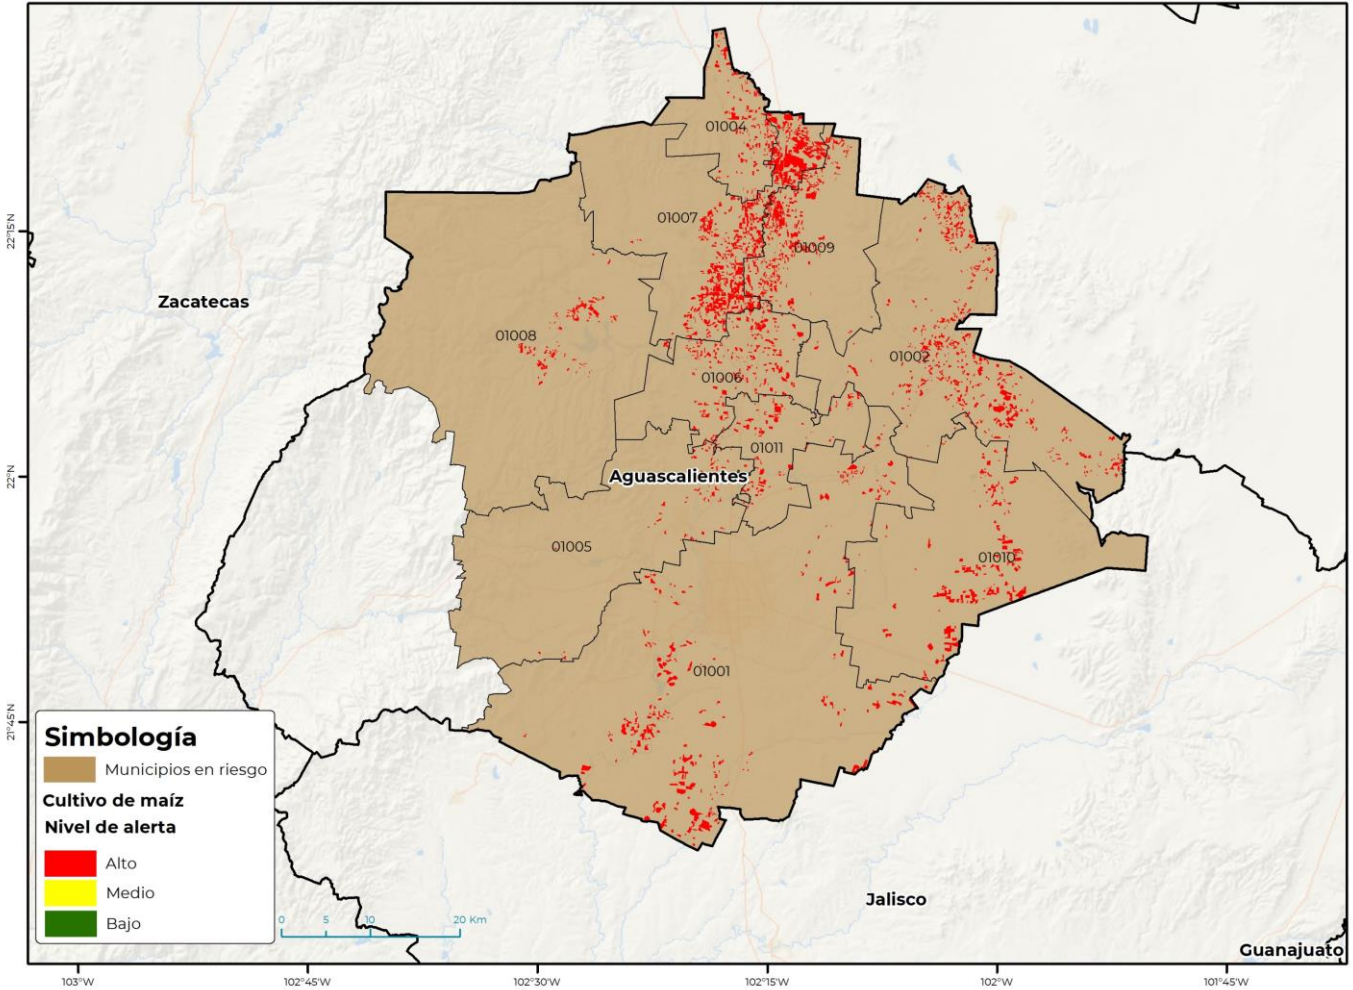 01004
01007
22°15'N
01009
Zacatecas
01008
01002
01006
01011
22°N
Aguascalientes
01005
01010
01001
21°45'N
Simbología
Municipios en riesgo
Cultivo de maíz
Nivel de alerta
Alto
Medio
Bajo
0 5 10 20 Km
Jalisco
Guanajuato
103°W 102°45'W 102°30'W 102°15'W 102°W 101°45'W